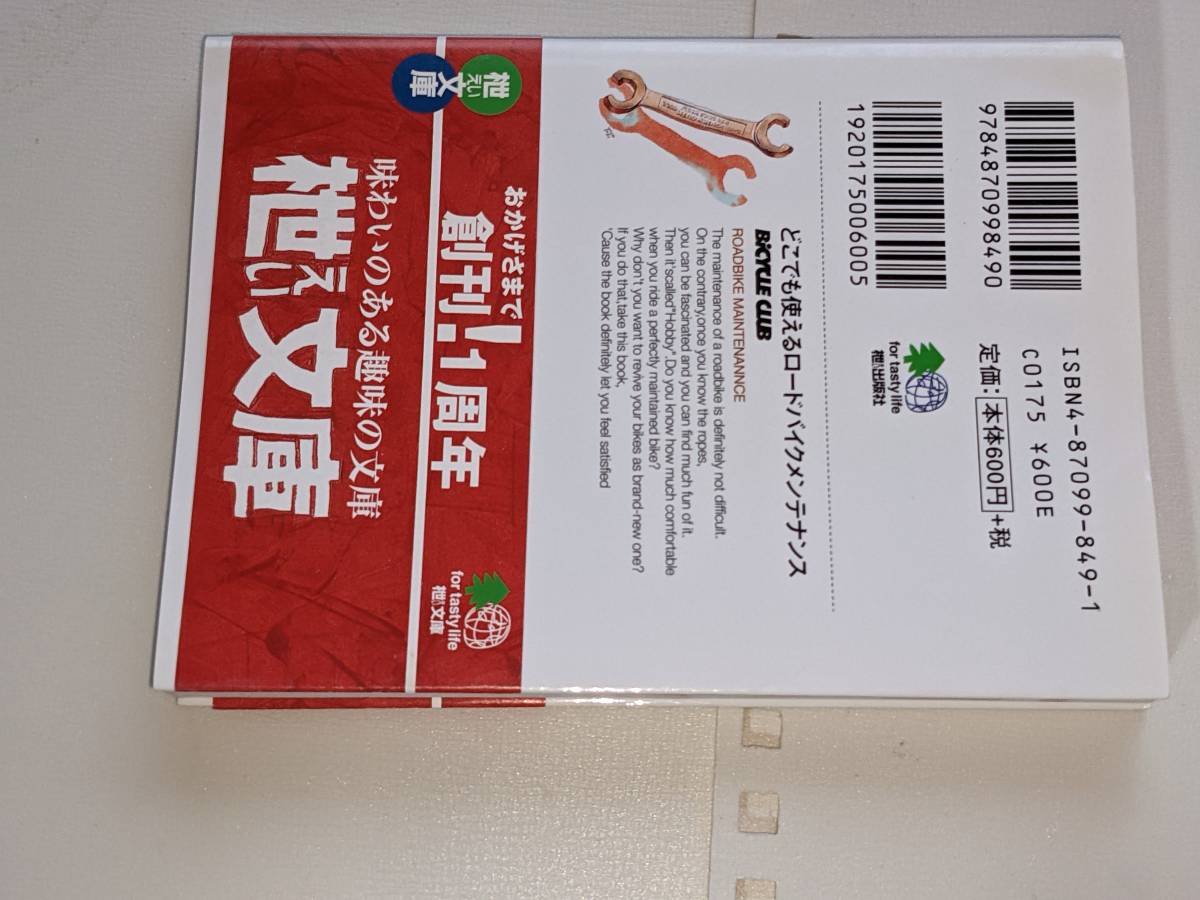 ISBN4-87099-849-1
C0175 ¥600E
定価:本体600円+税
9784870998490
1920175006005
for tasty life
枻出版社
どこでも使えるロードバイクメンテナンス
BiCYCLE CLUB
ROADBIKE MAINTENANNCE
The maintenance of a roadbike is definitely not difficult.
On the contrary,once you know the ropes,
you can be fascinated and you can find much fun of it.
Then it'scalled"Hobby".Do you know how much comfortable
when you ride a perfectly maintained bike?
Why don't you want to revive your bikes as brand-new one?
If you do that,take this book,
'Cause the book definitely let you feel satisfied
おかげさまで
創刊!1周年
for tasty life
枻文庫
枻えい文庫
味わいのある趣味の文庫
枻えい文庫